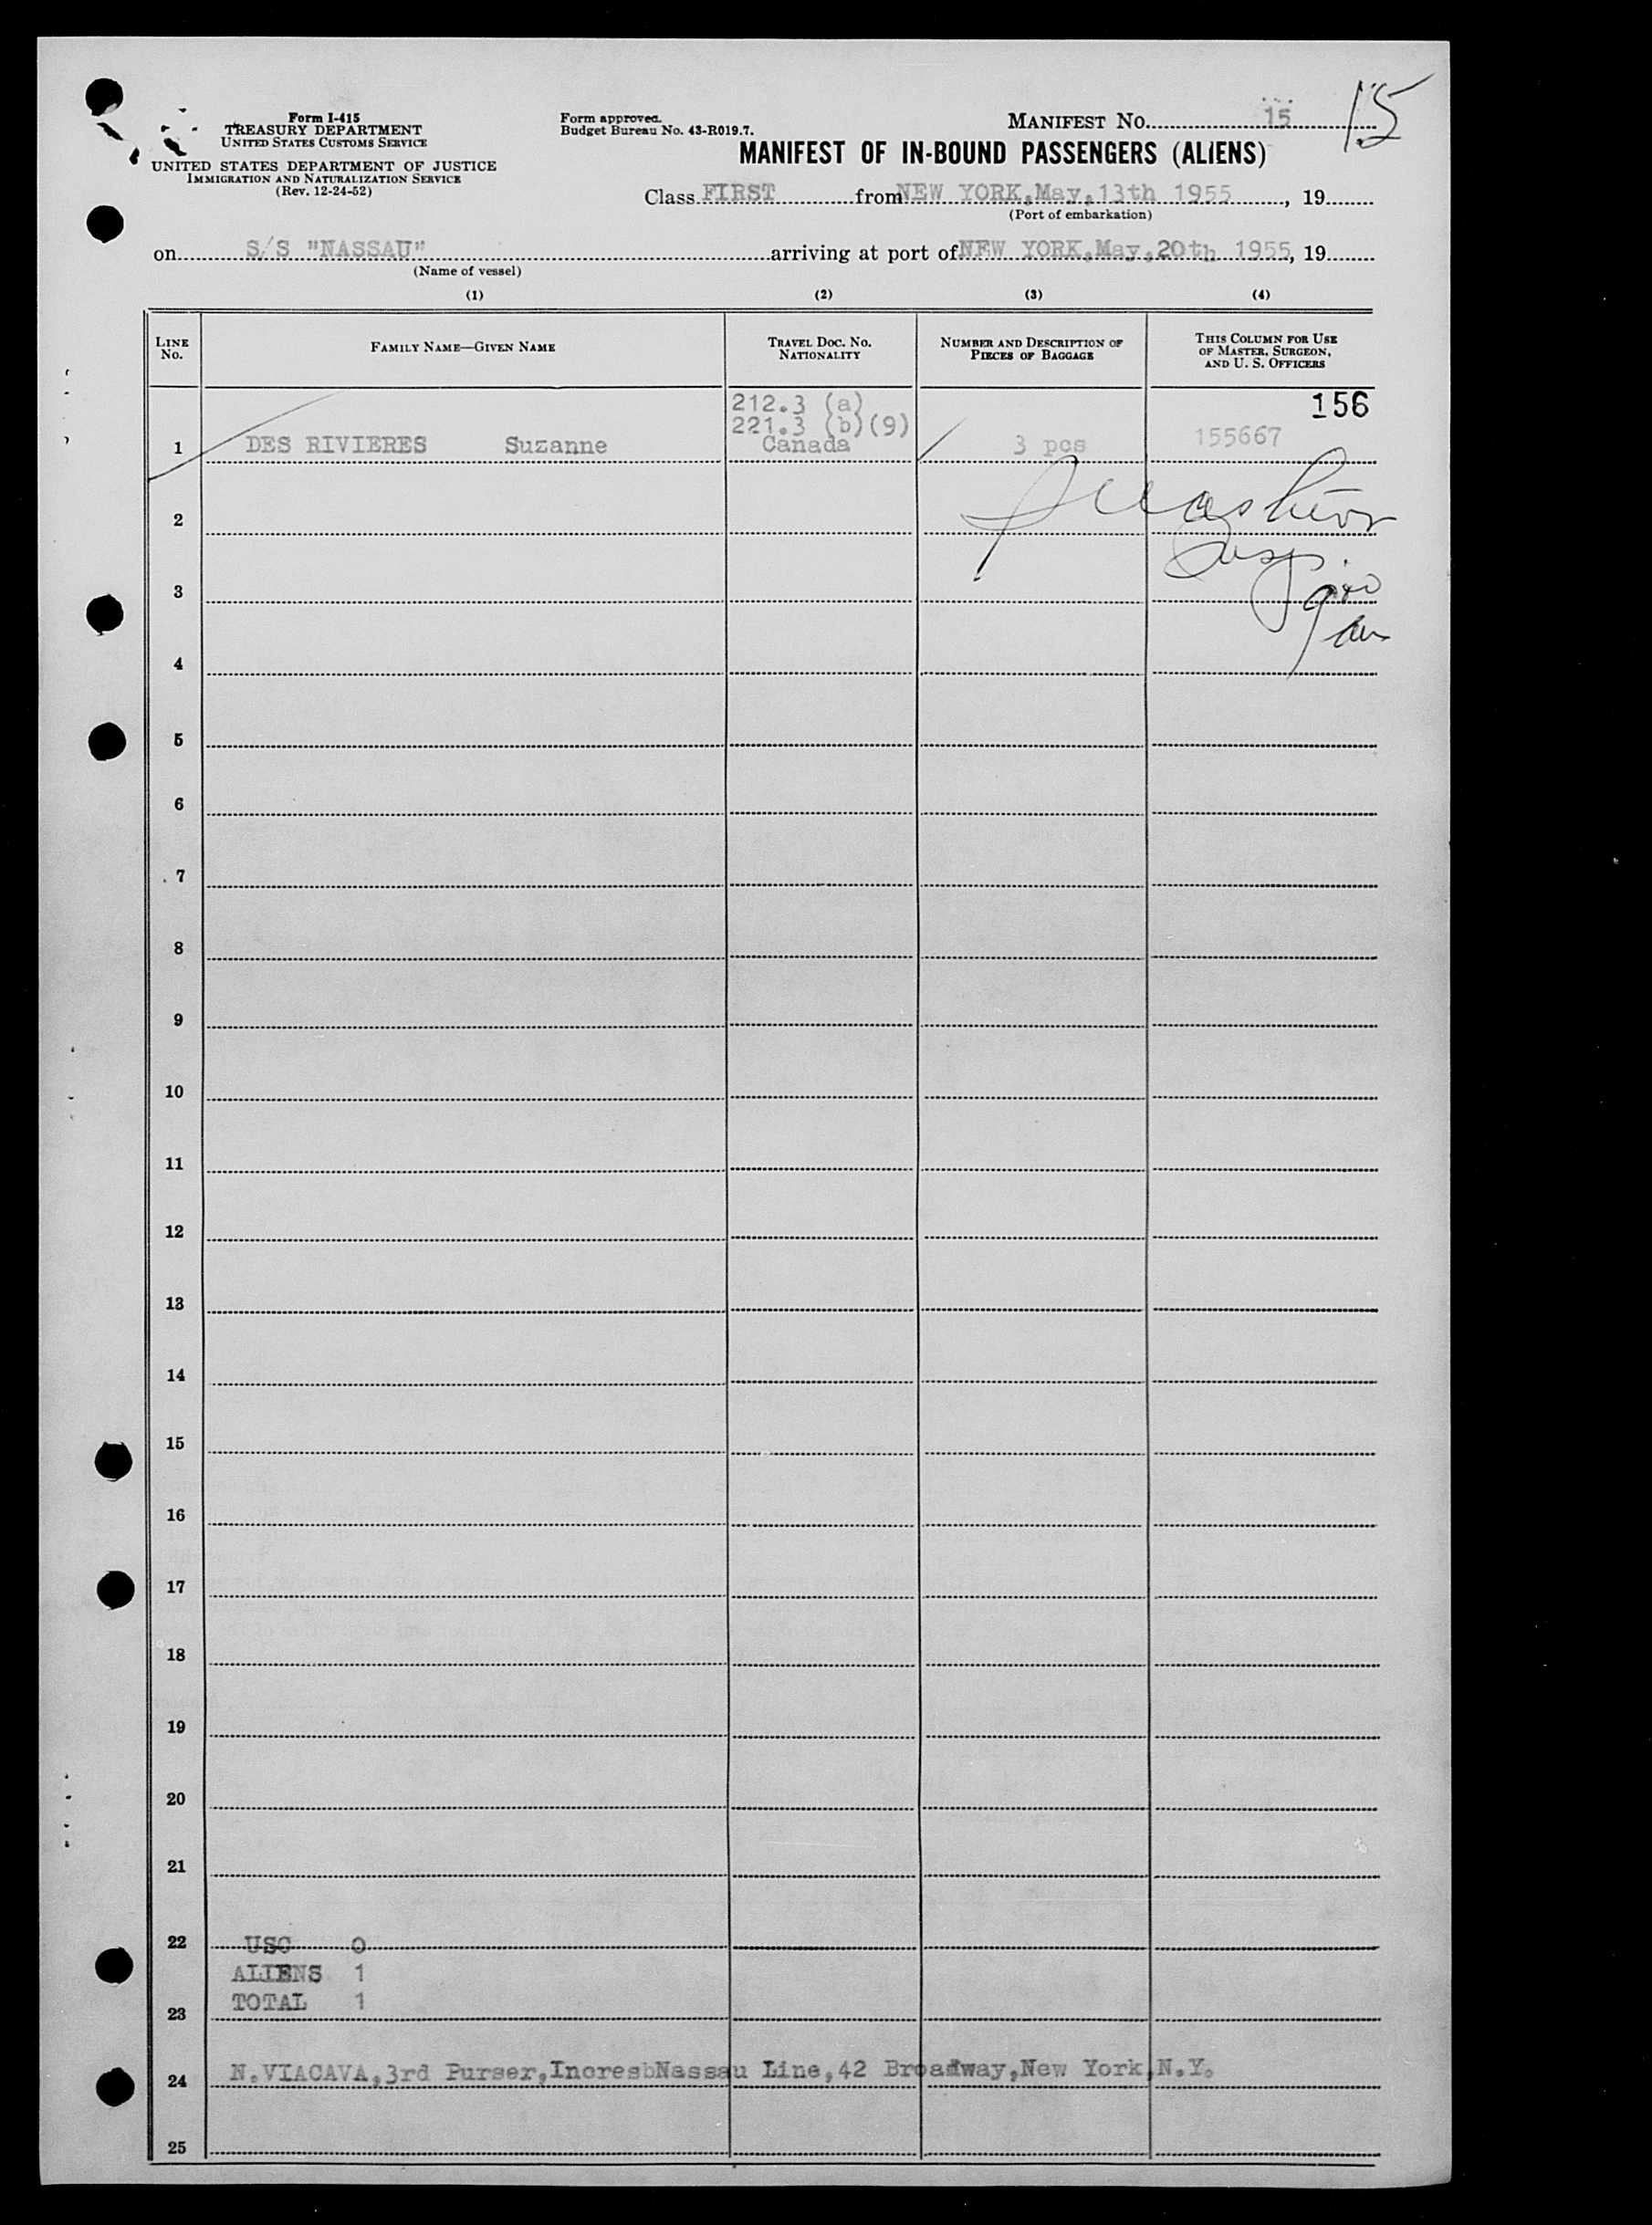 Form I-415
TREASURY DEPARTMENT
UNITED STATES CUSTOMS SERVICE
UNITED STATES DEPARTMENT OF JUSTICE
IMMIGRATION AND NATURALIZATION SERVICE
(Rev. 12-24-52)
Form approved.
Budget Bureau No. 43-R019.7.
MANIFEST NO. 15
15
MANIFEST OF IN-BOUND PASSENGERS (ALIENS)
Class FIRST from NEW YORK,May,13th 1955, 19
(Port of embarkation)
on S/S "NASSAU" arriving at port of NEW YORK,May,20th 1955, 19
(Name of vessel)
(1) (2) (3) (4)
LINE No. FAMILY NAME—GIVEN NAME TRAVEL DOC. NO. NATIONALITY NUMBER AND DESCRIPTION OF PIECES OF BAGGAGE THIS COLUMN FOR USE OF MASTER, SURGEON, AND U. S. OFFICERS
212.3 (a) 156
221.3 (b)(9)
1 DES RIVIERES Suzanne Canada 3 pcs 155667
2
3
4
5
6
7
8
9
10
11
12
13
14
15
16
17
18
19
20
21
22 USC 0
ALIENS 1
TOTAL 1
23
24 N.VIACAVA,3rd Purser,IncresbNassau Line,42 Broadway,New York,N.Y.
25